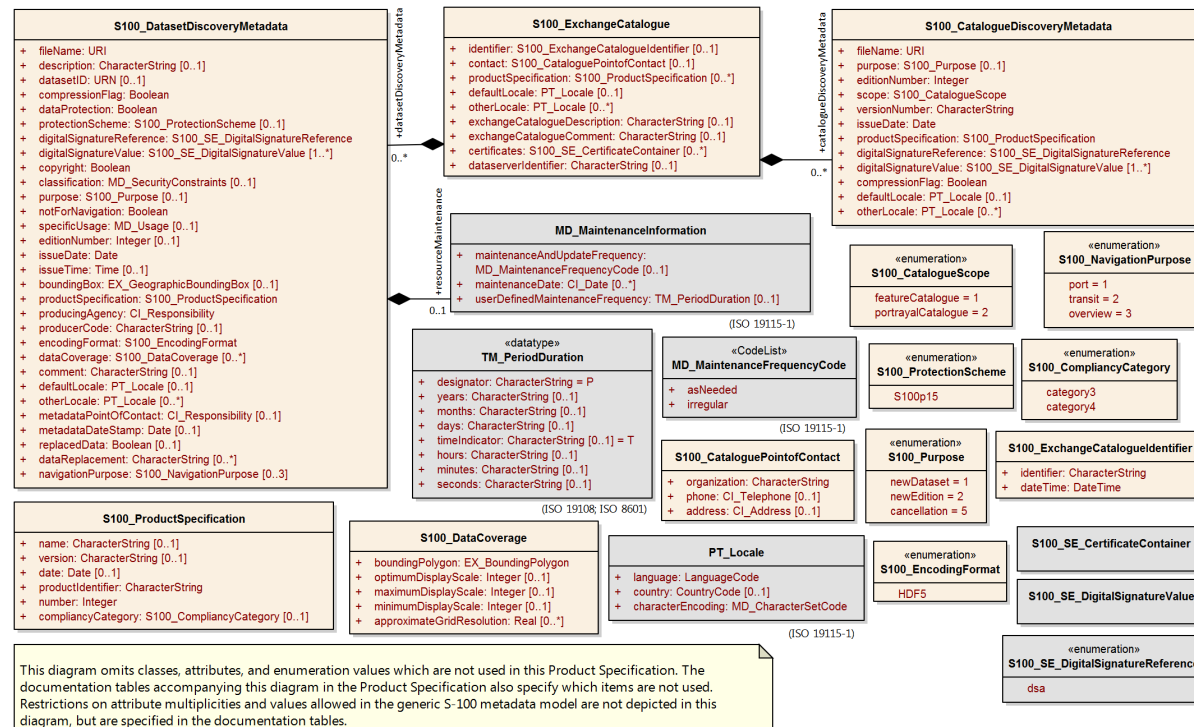 S100_DatasetDiscoveryMetadata
+ fileName: URI
+ description: CharacterString [0..1]
+ datasetID: URN [0..1]
+ compressionFlag: Boolean
+ dataProtection: Boolean
+ protectionScheme: S100_ProtectionScheme [0..1]
+ digitalSignatureReference: S100_SE_DigitalSignatureReference
+ digitalSignatureValue: S100_SE_DigitalSignatureValue [1..*]
+ copyright: Boolean
+ classification: MD_SecurityConstraints [0..1]
+ purpose: S100_Purpose [0..1]
+ notForNavigation: Boolean
+ specificUsage: MD_Usage [0..1]
+ editionNumber: Integer [0..1]
+ issueDate: Date
+ issueTime: Time [0..1]
+ boundingBox: EX_GeographicBoundingBox [0..1]
+ productSpecification: S100_ProductSpecification
+ producingAgency: CI_Responsibility
+ producerCode: CharacterString [0..1]
+ encodingFormat: S100_EncodingFormat
+ dataCoverage: S100_DataCoverage [0..*]
+ comment: CharacterString [0..1]
+ defaultLocale: PT_Locale [0..1]
+ otherLocale: PT_Locale [0..*]
+ metadataPointOfContact: CI_Responsibility [0..1]
+ metadataDateStamp: Date [0..1]
+ replacedData: Boolean [0..1]
+ dataReplacement: CharacterString [0..*]
+ navigationPurpose: S100_NavigationPurpose [0..3]
+datasetDiscoveryMetadata
0..*
S100_ExchangeCatalogue
+ identifier: S100_ExchangeCatalogueIdentifier [0..1]
+ contact: S100_CataloguePointofContact [0..1]
+ productSpecification: S100_ProductSpecification [0..*]
+ defaultLocale: PT_Locale [0..1]
+ otherLocale: PT_Locale [0..*]
+ exchangeCatalogueDescription: CharacterString [0..1]
+ exchangeCatalogueComment: CharacterString [0..1]
+ certificates: S100_SE_CertificateContainer [0..*]
+ dataserverIdentifier: CharacterString [0..1]
+catalogueDiscoveryMetadata
0..*
S100_CatalogueDiscoveryMetadata
+ fileName: URI
+ purpose: S100_Purpose [0..1]
+ editionNumber: Integer
+ scope: S100_CatalogueScope
+ versionNumber: CharacterString
+ issueDate: Date
+ productSpecification: S100_ProductSpecification
+ digitalSignatureReference: S100_SE_DigitalSignatureReference
+ digitalSignatureValue: S100_SE_DigitalSignatureValue [1..*]
+ compressionFlag: Boolean
+ defaultLocale: PT_Locale [0..1]
+ otherLocale: PT_Locale [0..*]
+resourceMaintenance
0..1
MD_MaintenanceInformation
+ maintenanceAndUpdateFrequency:
MD_MaintenanceFrequencyCode [0..1]
+ maintenanceDate: CI_Date [0..*]
+ userDefinedMaintenanceFrequency: TM_PeriodDuration [0..1]
(ISO 19115-1)
«enumeration»
S100_CatalogueScope
featureCatalogue = 1
portrayalCatalogue = 2
«enumeration»
S100_NavigationPurpose
port = 1
transit = 2
overview = 3
«datatype»
TM_PeriodDuration
+ designator: CharacterString = P
+ years: CharacterString [0..1]
+ months: CharacterString [0..1]
+ days: CharacterString [0..1]
+ timeIndicator: CharacterString [0..1] = T
+ hours: CharacterString [0..1]
+ minutes: CharacterString [0..1]
+ seconds: CharacterString [0..1]
(ISO 19108; ISO 8601)
«CodeList»
MD_MaintenanceFrequencyCode
+ asNeeded
+ irregular
(ISO 19115-1)
«enumeration»
S100_ProtectionScheme
S100p15
«enumeration»
S100_CompliancyCategory
category3
category4
S100_CataloguePointofContact
+ organization: CharacterString
+ phone: CI_Telephone [0..1]
+ address: CI_Address [0..1]
«enumeration»
S100_Purpose
newDataset = 1
newEdition = 2
cancellation = 5
S100_ExchangeCatalogueIdentifier
+ identifier: CharacterString
+ dateTime: DateTime
S100_ProductSpecification
+ name: CharacterString [0..1]
+ version: CharacterString [0..1]
+ date: Date [0..1]
+ productIdentifier: CharacterString
+ number: Integer
+ compliancyCategory: S100_CompliancyCategory [0..1]
S100_DataCoverage
+ boundingPolygon: EX_BoundingPolygon
+ optimumDisplayScale: Integer [0..1]
+ maximumDisplayScale: Integer [0..1]
+ minimumDisplayScale: Integer [0..1]
+ approximateGridResolution: Real [0..*]
PT_Locale
+ language: LanguageCode
+ country: CountryCode [0..1]
+ characterEncoding: MD_CharacterSetCode
(ISO 19115-1)
«enumeration»
S100_EncodingFormat
HDF5
S100_SE_CertificateContainer
S100_SE_DigitalSignatureValue
«enumeration»
S100_SE_DigitalSignatureReference
dsa
This diagram omits classes, attributes, and enumeration values which are not used in this Product Specification. The
documentation tables accompanying this diagram in the Product Specification also specify which items are not used.
Restrictions on attribute multiplicities and values allowed in the generic S-100 metadata model are not depicted in this
diagram, but are specified in the documentation tables.